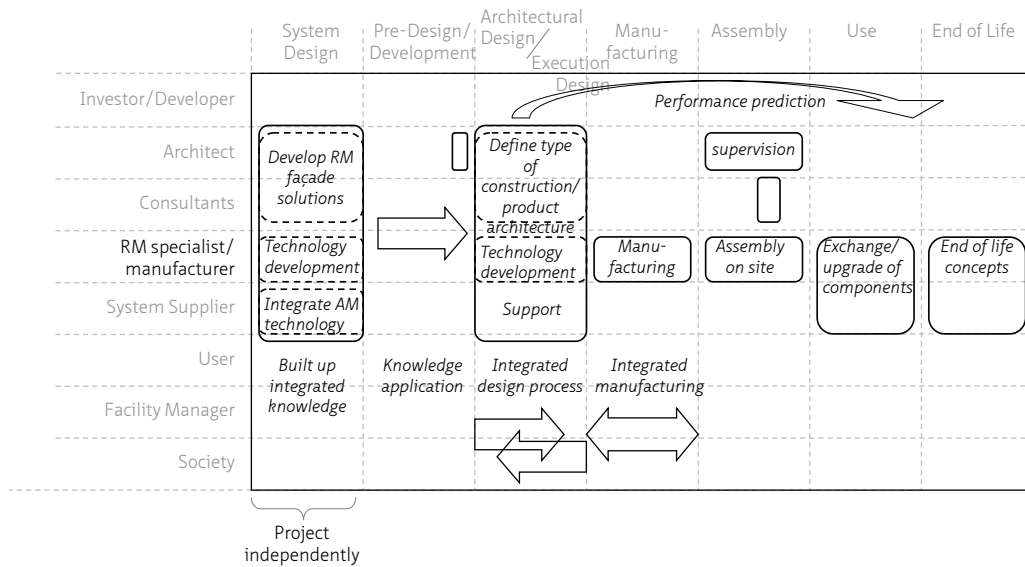 System
Design
Pre-Design/
Development
Architectural
Design
/
Execution
Design
Manu-
facturing
Assembly
Use
End of Life
Investor/Developer
Performance prediction
Architect
Develop RM
façade
solutions
Define type
of
construction/
product
architecture
supervision
Consultants
RM specialist/
manufacturer
Technology
development
Technology
development
Manu-
facturing
Assembly
on site
Exchange/
upgrade of
components
End of life
concepts
System Supplier
Integrate AM
technology
Support
User
Built up
integrated
knowledge
Knowledge
application
Integrated
design process
Integrated
manufacturing
Facility Manager
Society
Project
independently